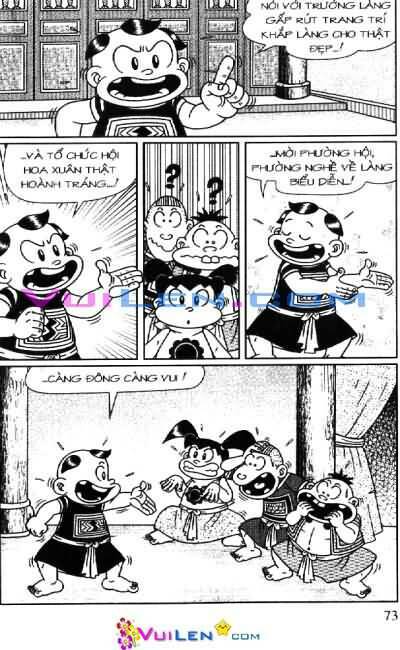 NÓI VỚI TRƯỞNG LÀNG
GẤP RÚT TRANG TRÍ
KHẮP LÀNG CHO THẬT
ĐẸP...!
...VÀ TỔ CHỨC HỘI
HOA XUÂN THẬT
HOÀNH TRÁNG...!
?
?
...MỜI PHƯỜNG HỘI,
PHƯỜNG NGHỀ VỀ LÀNG
BIỂU DIỄN...!
VUILEN.COM
...CÀNG ĐÔNG CÀNG VUI !
73
VUILEN.COM